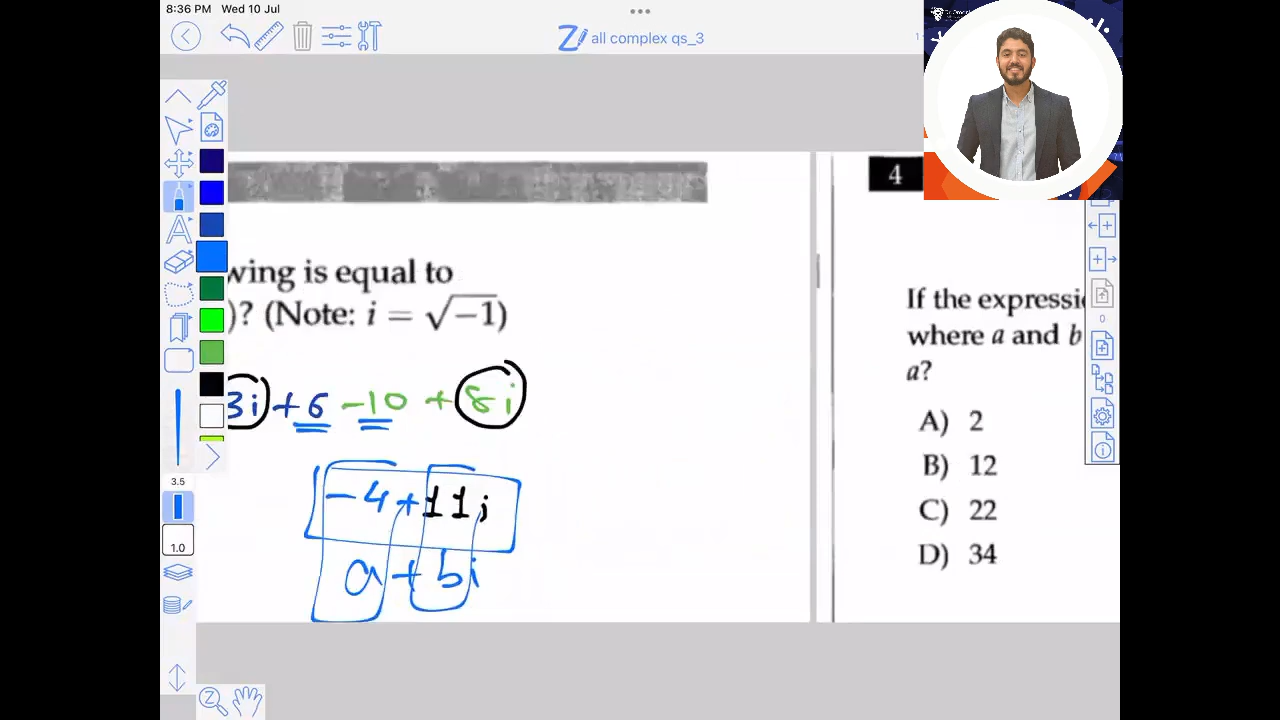 8:36 PM Wed 10 Jul
all complex qs_3
4
wing is equal to
)? (Note: i = √−1)
3i + 6 − 10 + 8i
−4 + 11i
a + bi
If the expressi
where a and b
a?
A) 2
B) 12
C) 22
D) 34
3.5
1.0
0